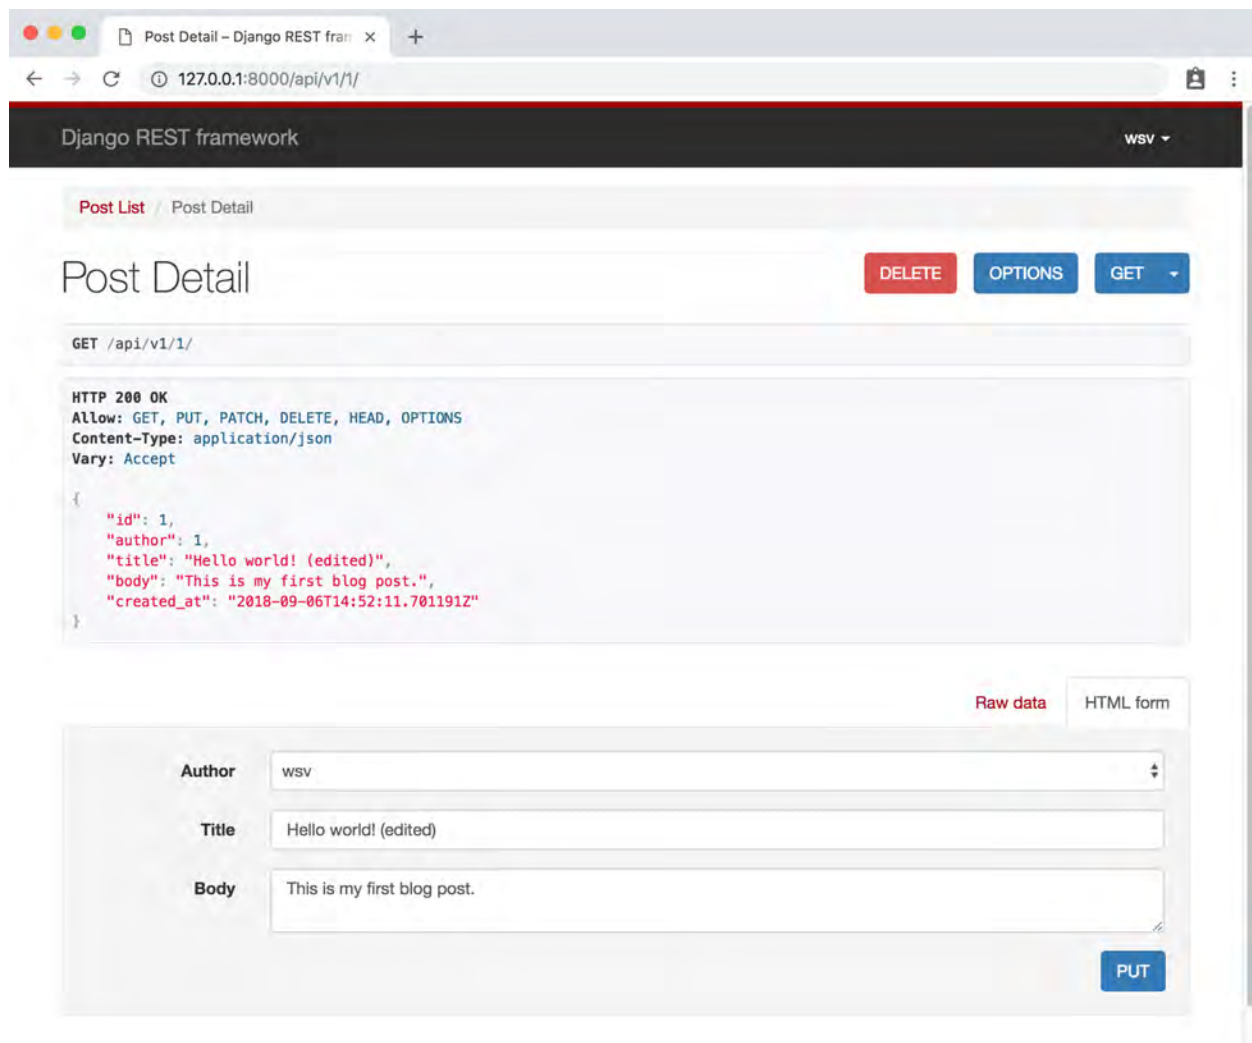 Post Detail – Django REST fram
127.0.0.1:8000/api/v1/1/
Django REST framework
wsv
Post List / Post Detail
Post Detail
DELETE
OPTIONS
GET
GET /api/v1/1/
HTTP 200 OK
Allow: GET, PUT, PATCH, DELETE, HEAD, OPTIONS
Content-Type: application/json
Vary: Accept
{
"id": 1,
"author": 1,
"title": "Hello world! (edited)",
"body": "This is my first blog post.",
"created_at": "2018-09-06T14:52:11.701191Z"
}
Raw data
HTML form
Author
wsv
Title
Hello world! (edited)
Body
This is my first blog post.
PUT